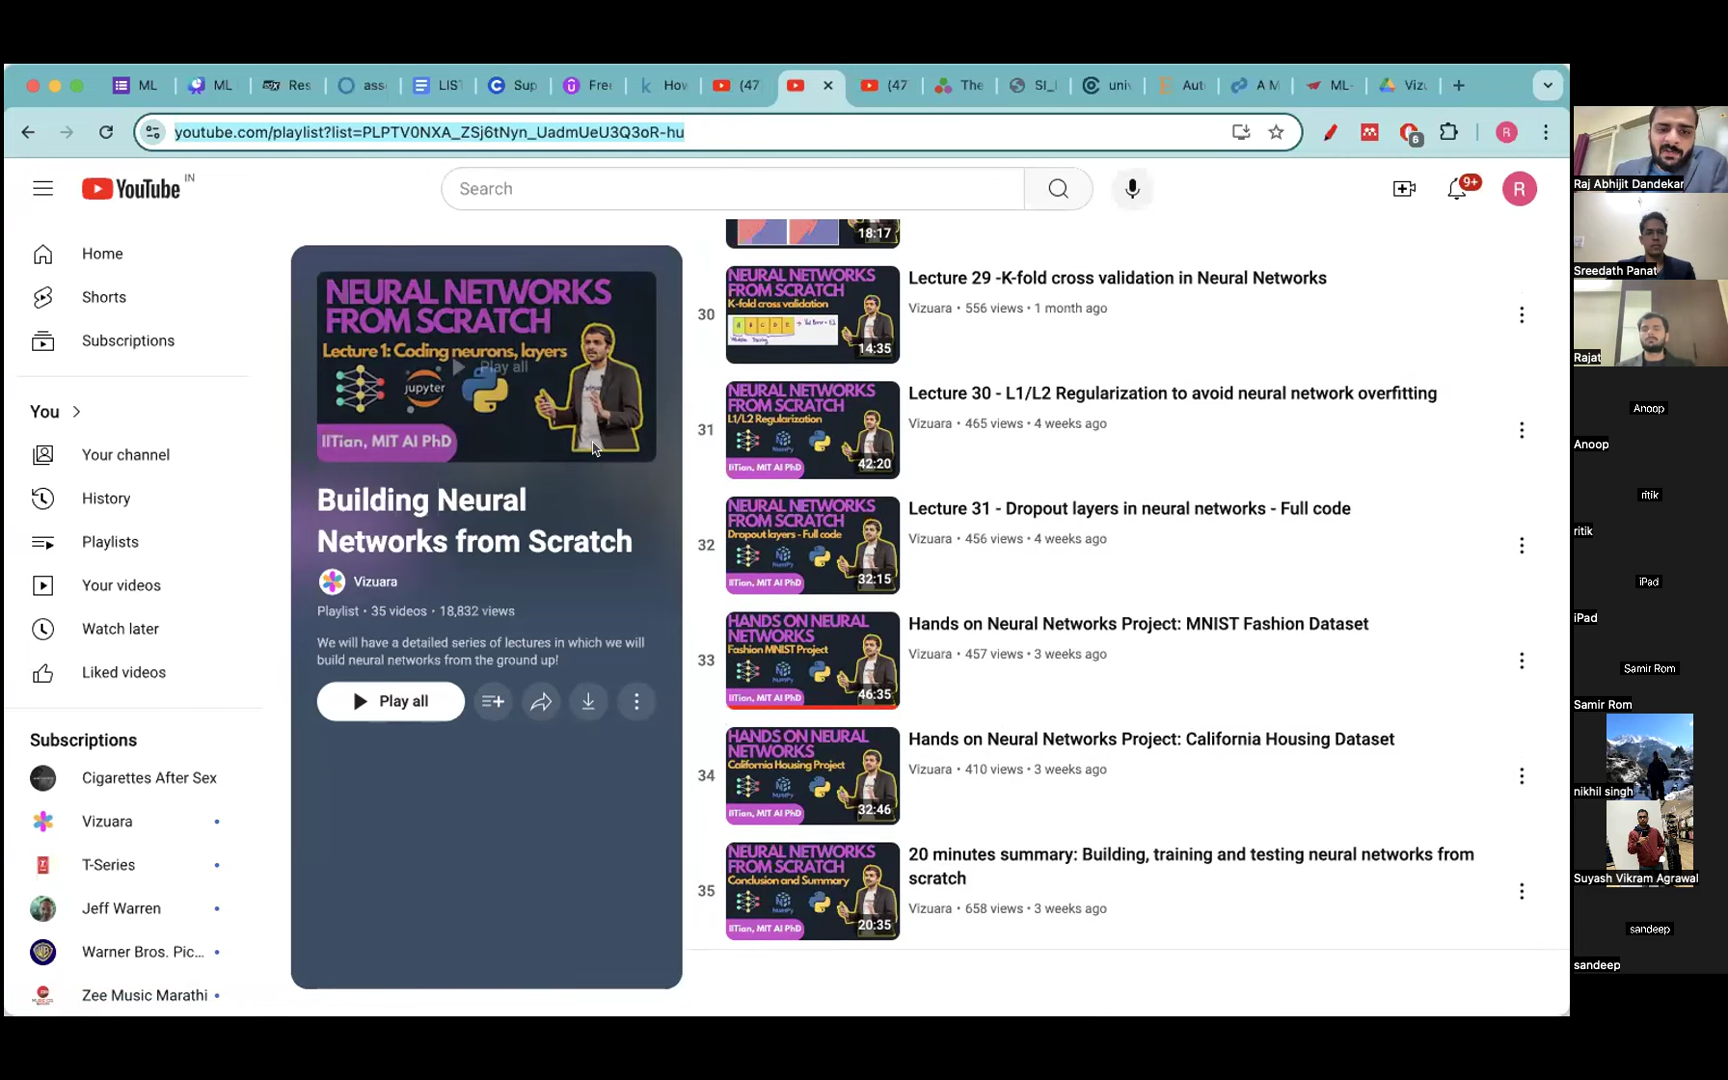 ML
ML
Res
ass
LIS
Sup
Free
How
(47
(47
The
SI_I
univ
Aut
A M
ML-
Vizu
youtube.com/playlist?list=PLPTV0NXA_ZSj6tNyn_UadmUeU3Q3oR-hu
6
R
YouTube IN
Search
9+
R
Home
Shorts
Subscriptions
You
Your channel
History
Playlists
Your videos
Watch later
Liked videos
Subscriptions
Cigarettes After Sex
Vizuara
T-Series
Jeff Warren
Warner Bros. Pic...
Zee Music Marathi
NEURAL NETWORKS
FROM SCRATCH
Lecture 1: Coding neurons, layers
Play all
jupyter
IITian, MIT AI PhD
Building Neural
Networks from Scratch
Vizuara
Playlist • 35 videos • 18,832 views
We will have a detailed series of lectures in which we will
build neural networks from the ground up!
Play all
18:17
30
NEURAL NETWORKS
FROM SCRATCH
K-fold cross validation
14:35
Lecture 29 -K-fold cross validation in Neural Networks
Vizuara • 556 views • 1 month ago
31
NEURAL NETWORKS
FROM SCRATCH
L1/L2 Regularization
NumPy
IITian, MIT AI PhD
42:20
Lecture 30 - L1/L2 Regularization to avoid neural network overfitting
Vizuara • 465 views • 4 weeks ago
32
NEURAL NETWORKS
FROM SCRATCH
Dropout layers - Full code
NumPy
IITian, MIT AI PhD
32:15
Lecture 31 - Dropout layers in neural networks - Full code
Vizuara • 456 views • 4 weeks ago
33
HANDS ON NEURAL
NETWORKS
Fashion MNIST Project
NumPy
IITian, MIT AI PhD
46:35
Hands on Neural Networks Project: MNIST Fashion Dataset
Vizuara • 457 views • 3 weeks ago
34
HANDS ON NEURAL
NETWORKS
California Housing Project
NumPy
IITian, MIT AI PhD
32:46
Hands on Neural Networks Project: California Housing Dataset
Vizuara • 410 views • 3 weeks ago
35
NEURAL NETWORKS
FROM SCRATCH
Conclusion and Summary
NumPy
IITian, MIT AI PhD
20:35
20 minutes summary: Building, training and testing neural networks from
scratch
Vizuara • 658 views • 3 weeks ago
Raj Abhijit Dandekar
Sreedath Panat
Rajat
Anoop
Anoop
ritik
ritik
iPad
iPad
Samir Rom
Samir Rom
nikhil singh
Suyash Vikram Agrawal
sandeep
sandeep